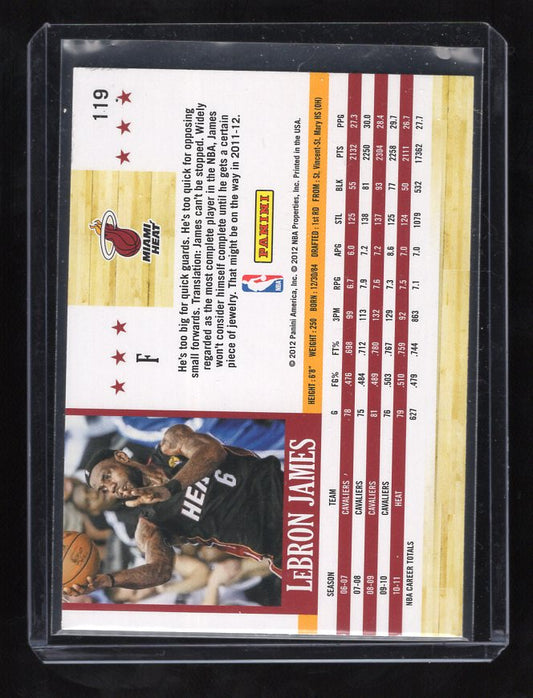 119
MIAMI
HEAT
F
He's too big for quick guards. He's too quick for opposing
small forwards. Translation: James can't be stopped. Widely
regarded as the most complete player in the NBA, James
won't consider himself complete until he gets a certain
piece of jewelry. That might be on the way in 2011-12.
HEI
6
LeBRON JAMES
NBA
PANINI
© 2012 Panini America, Inc. © 2012 NBA Properties, Inc. Printed in the USA.
HEIGHT: 6'8" WEIGHT: 250 BORN: 12/30/84 DRAFTED: 1st RD FROM: St. Vincent-St. Mary HS (OH)
SEASON TEAM G FG% FT% 3PM RPG APG STL BLK PTS PPG
06-07 CAVALIERS 78 .476 .698 99 6.7 6.0 125 55 2132 27.3
07-08 CAVALIERS 75 .484 .712 113 7.9 7.2 138 81 2250 30.0
08-09 CAVALIERS 81 .489 .780 132 7.6 7.2 137 93 2304 28.4
09-10 CAVALIERS 76 .503 .767 129 7.3 8.6 125 77 2258 29.7
10-11 HEAT 79 .510 .759 92 7.5 7.0 124 50 2111 26.7
NBA CAREER TOTALS 627 .479 .744 863 7.1 7.0 1079 532 17362 27.7